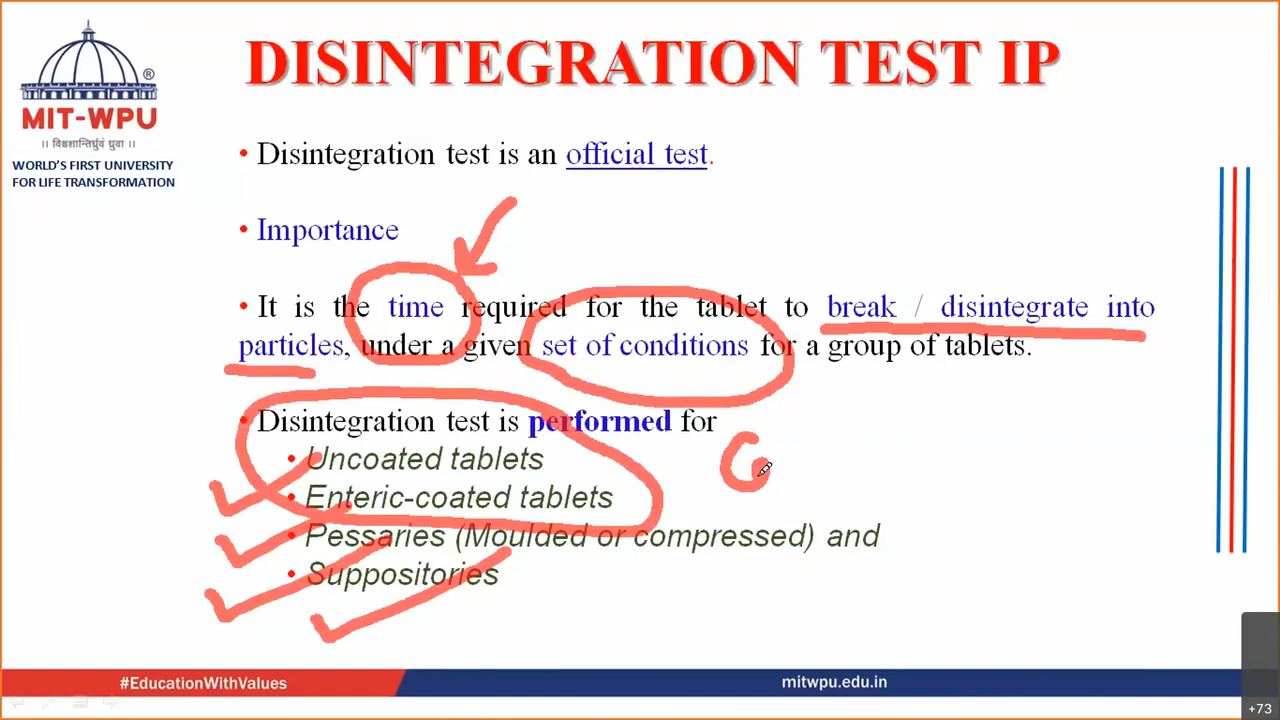 DISINTEGRATION TEST IP
®
MIT-WPU
।। विश्वशान्तिर्ध्रुवं ध्रुवा ।।
WORLD'S FIRST UNIVERSITY
FOR LIFE TRANSFORMATION
• Disintegration test is an official test.
• Importance
• It is the time required for the tablet to break / disintegrate into
particles, under a given set of conditions for a group of tablets.
• Disintegration test is performed for
• Uncoated tablets
• Enteric-coated tablets
• Pessaries (Moulded or compressed) and
• Suppositories
#EducationWithValues
mitwpu.edu.in
+73